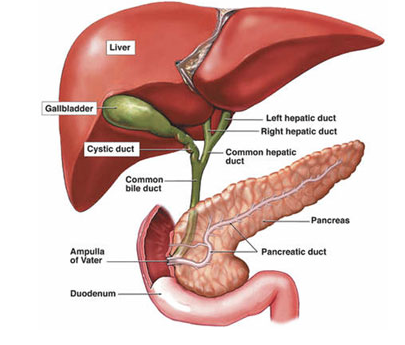 Liver
Gallbladder
Left hepatic duct
Right hepatic duct
Cystic duct
Common hepatic
duct
Common
bile duct
Pancreas
Ampulla
of Vater
Pancreatic duct
Duodenum